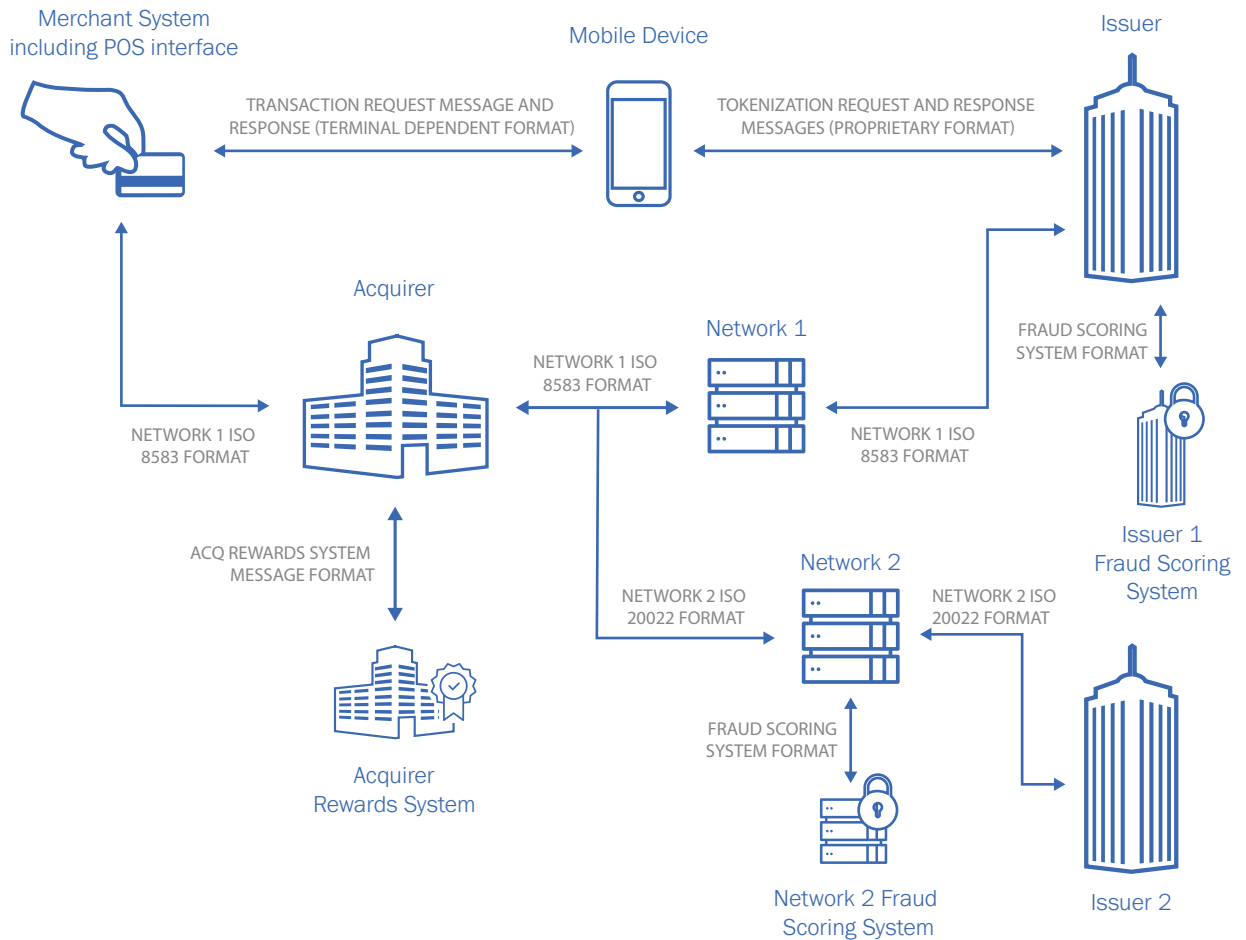 Merchant System
including POS interface
Mobile Device
Issuer
TRANSACTION REQUEST MESSAGE AND
RESPONSE (TERMINAL DEPENDENT FORMAT)
TOKENIZATION REQUEST AND RESPONSE
MESSAGES (PROPRIETARY FORMAT)
Acquirer
Network 1
NETWORK 1 ISO
8583 FORMAT
FRAUD SCORING
SYSTEM FORMAT
NETWORK 1 ISO
8583 FORMAT
NETWORK 1 ISO
8583 FORMAT
Issuer 1
Fraud Scoring
System
ACQ REWARDS SYSTEM
MESSAGE FORMAT
Network 2
NETWORK 2 ISO
20022 FORMAT
NETWORK 2 ISO
20022 FORMAT
FRAUD SCORING
SYSTEM FORMAT
Acquirer
Rewards System
Network 2 Fraud
Scoring System
Issuer 2